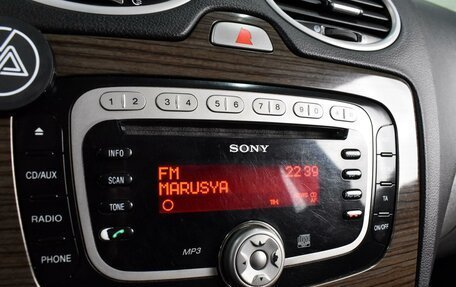 1 2 3 4 5 6 7 8 9 0 * #
INFO
SONY
CD/AUX
SCAN
FM 22:39
MARUSYA
RADIO
TONE
TA
PHONE
MP3
ON/OFF